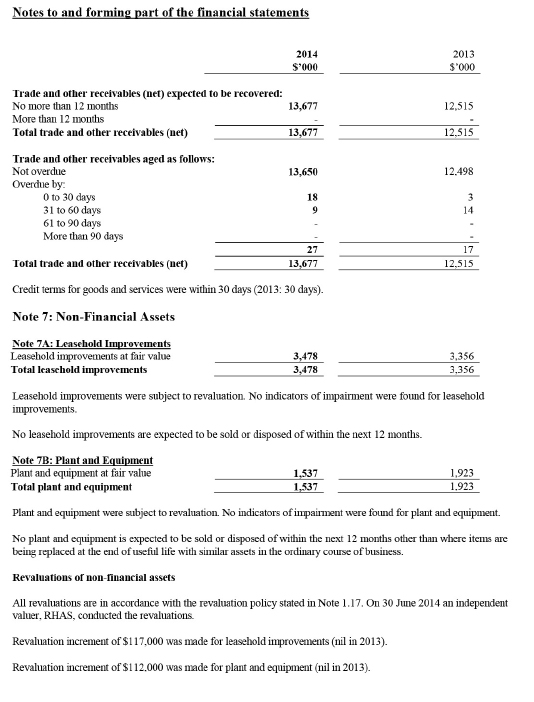 Notes to and forming part of the financial statements
2014 2013
$'000 $'000
Trade and other receivables (net) expected to be recovered:
No more than 12 months 13,677 12,515
More than 12 months - -
Total trade and other receivables (net) 13,677 12,515
Trade and other receivables aged as follows:
Not overdue 13,650 12,498
Overdue by:
0 to 30 days 18 3
31 to 60 days 9 14
61 to 90 days - -
More than 90 days - -
27 17
Total trade and other receivables (net) 13,677 12,515
Credit terms for goods and services were within 30 days (2013: 30 days).
Note 7: Non-Financial Assets
Note 7A: Leasehold Improvements
Leasehold improvements at fair value 3,478 3,356
Total leasehold improvements 3,478 3,356
Leasehold improvements were subject to revaluation. No indicators of impairment were found for leasehold
improvements.
No leasehold improvements are expected to be sold or disposed of within the next 12 months.
Note 7B: Plant and Equipment
Plant and equipment at fair value 1,537 1,923
Total plant and equipment 1,537 1,923
Plant and equipment were subject to revaluation. No indicators of impairment were found for plant and equipment.
No plant and equipment is expected to be sold or disposed of within the next 12 months other than where items are
being replaced at the end of useful life with similar assets in the ordinary course of business.
Revaluations of non-financial assets
All revaluations are in accordance with the revaluation policy stated in Note 1.17. On 30 June 2014 an independent
valuer, RHAS, conducted the revaluations.
Revaluation increment of $117,000 was made for leasehold improvements (nil in 2013).
Revaluation increment of $112,000 was made for plant and equipment (nil in 2013).